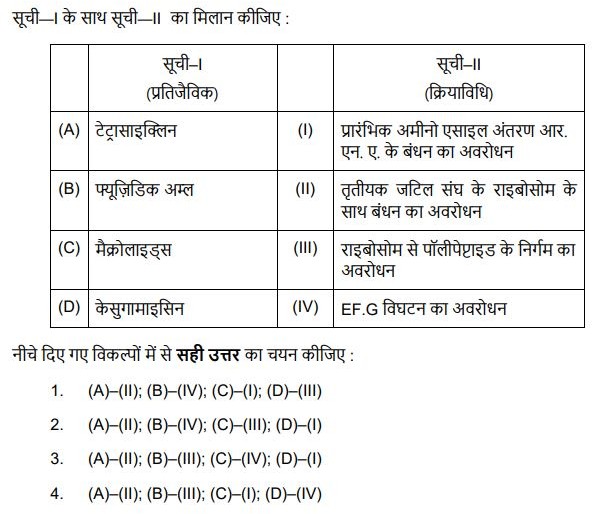 सूची—I के साथ सूची—II का मिलान कीजिए :
सूची–I
(प्रतिजैविक)
सूची–II
(क्रियाविधि)
(A) टेट्रासाइक्लिन (I) प्रारंभिक अमीनो एसाइल अंतरण आर.
एन. ए. के बंधन का अवरोधन
(B) फ्यूज़िडिक अम्ल (II) तृतीयक जटिल संघ के राइबोसोम के
साथ बंधन का अवरोधन
(C) मैक्रोलाइड्स (III) राइबोसोम से पॉलीपेप्टाइड के निर्गम का
अवरोधन
(D) केसुगामाइसिन (IV) EF.G विघटन का अवरोधन
नीचे दिए गए विकल्पों में से सही उत्तर का चयन कीजिए :
1. (A)–(II); (B)–(IV); (C)–(I); (D)–(III)
2. (A)–(II); (B)–(IV); (C)–(III); (D)–(I)
3. (A)–(II); (B)–(III); (C)–(IV); (D)–(I)
4. (A)–(II); (B)–(III); (C)–(I); (D)–(IV)